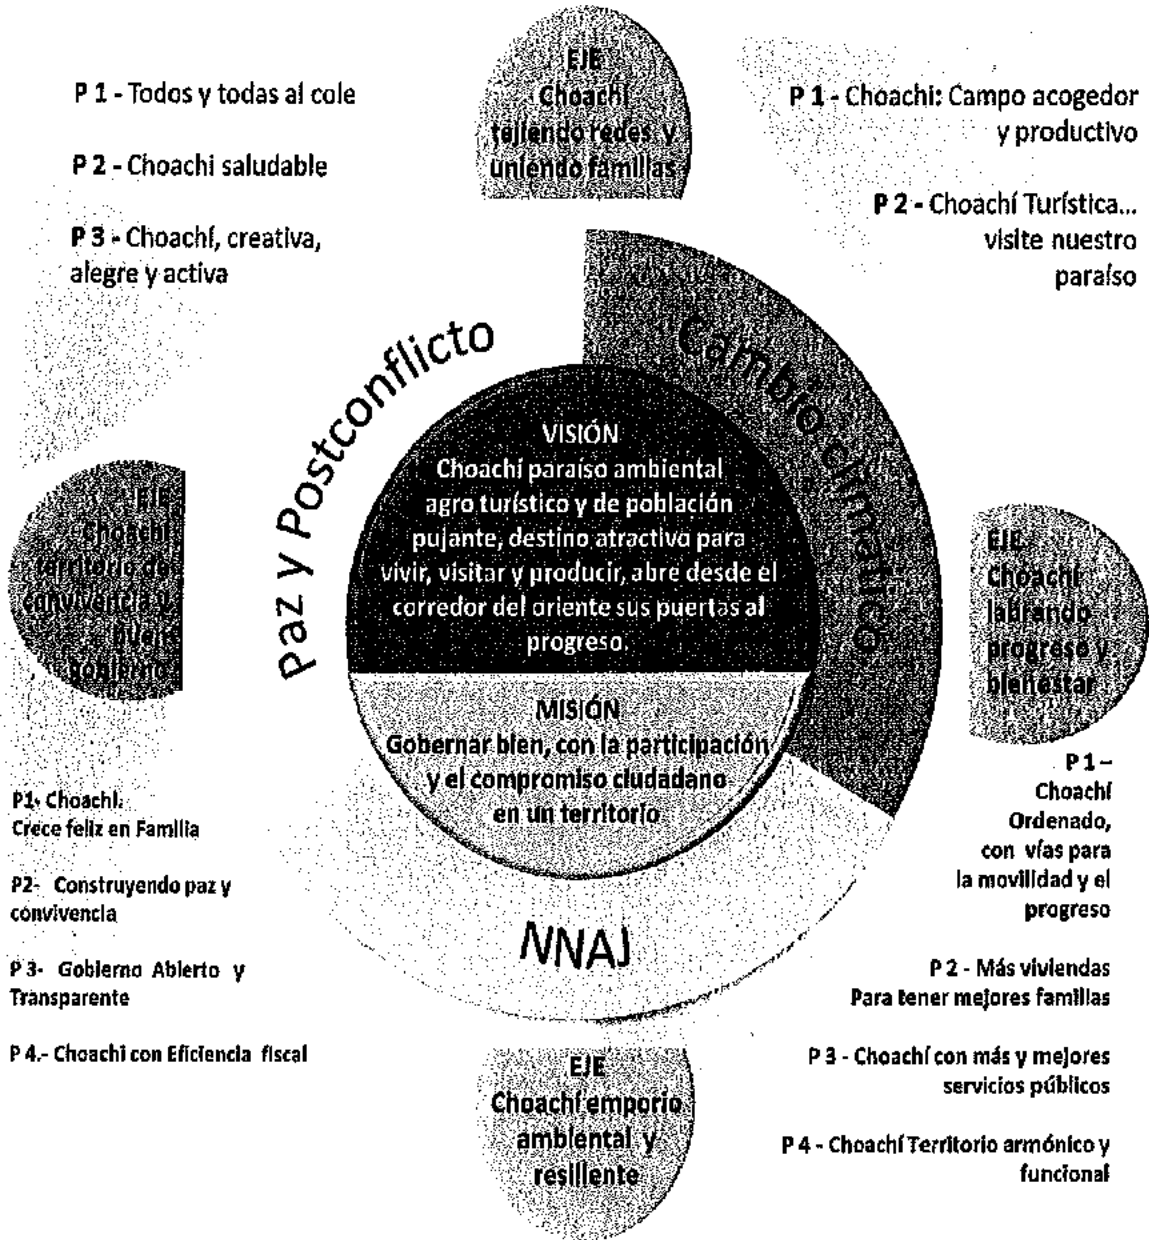 EJE
Choachí
tejiendo redes y
uniendo familias
P 1 - Todos y todas al cole
P 2 - Choachi saludable
P 3 - Choachí, creativa,
alegre y activa
P 1 - Choachi: Campo acogedor
y productivo
P 2 - Choachí Turística...
visite nuestro
paraíso
Paz y Postconflicto
Cambio climático
VISIÓN
Choachí paraíso ambiental
agro turístico y de población
pujante, destino atractivo para
vivir, visitar y producir, abre desde el
corredor del oriente sus puertas al
progreso.
MISIÓN
Gobernar bien, con la participación
y el compromiso ciudadano
en un territorio
NNAJ
EJE
Choachí
territorio de
convivencia y
buen
gobierno
EJE
Choachí
labrando
progreso y
bienestar
P1- Choachí.
Crece feliz en Familia
P2- Construyendo paz y
convivencia
P 3- Gobierno Abierto y
Transparente
P 4.- Choachi con Eficiencia fiscal
P 1 –
Choachí
Ordenado,
con vías para
la movilidad y el
progreso
P 2 - Más viviendas
Para tener mejores familias
P 3 - Choachí con más y mejores
servicios públicos
P 4 - Choachí Territorio armónico y
funcional
EJE
Choachí emporio
ambiental y
resiliente